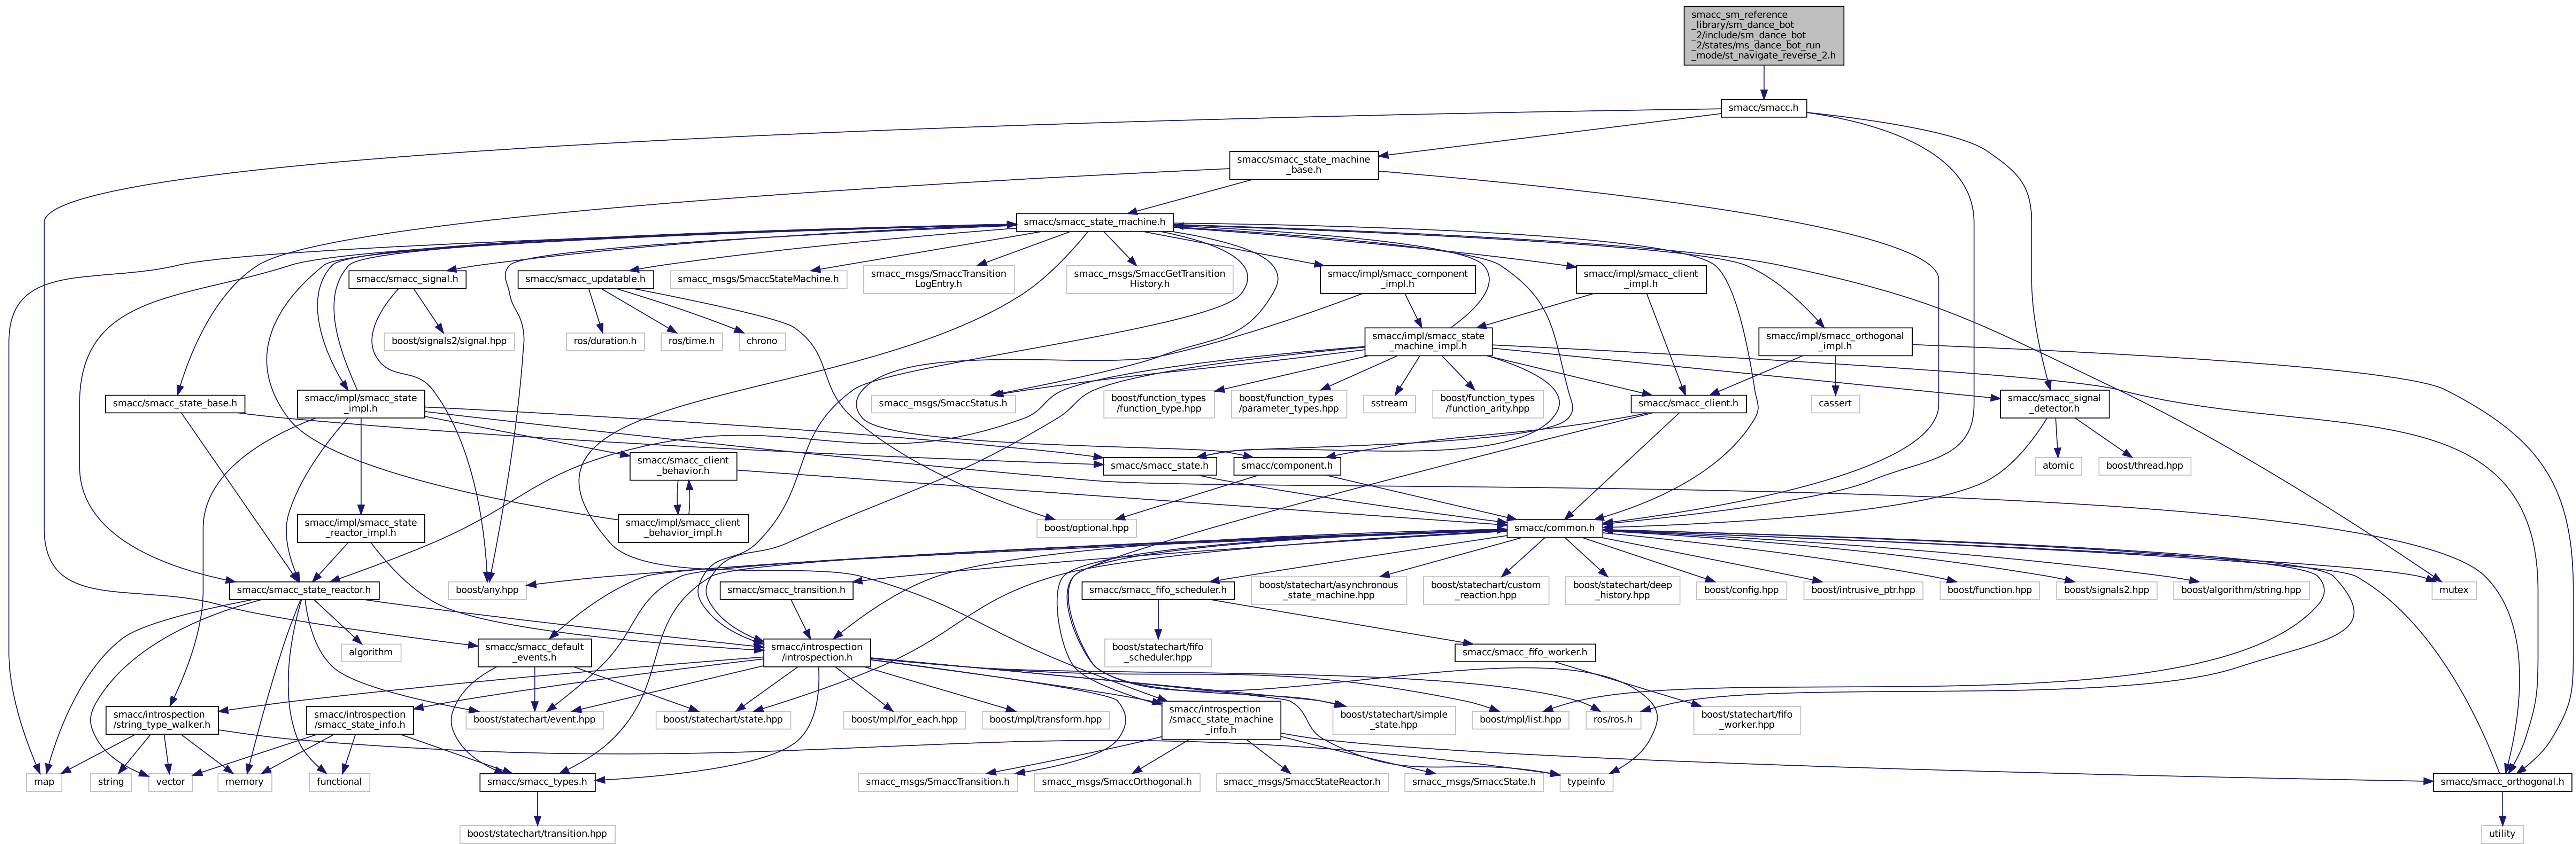 smacc_sm_reference
_library/sm_dance_bot
_2/include/sm_dance_bot
_2/states/ms_dance_bot_run
_mode/st_navigate_reverse_2.h
smacc/smacc.h
smacc/smacc_state_machine
_base.h
smacc/smacc_state_machine.h
smacc/smacc_signal.h
smacc/smacc_updatable.h
smacc_msgs/SmaccStateMachine.h
smacc_msgs/SmaccTransition
LogEntry.h
smacc_msgs/SmaccGetTransition
History.h
smacc/impl/smacc_component
_impl.h
smacc/impl/smacc_client
_impl.h
boost/signals2/signal.hpp
ros/duration.h
ros/time.h
chrono
smacc/impl/smacc_state
_machine_impl.h
smacc/impl/smacc_orthogonal
_impl.h
smacc/smacc_state_base.h
smacc/impl/smacc_state
_impl.h
smacc_msgs/SmaccStatus.h
boost/function_types
/function_type.hpp
boost/function_types
/parameter_types.hpp
sstream
boost/function_types
/function_arity.hpp
smacc/smacc_client.h
cassert
smacc/smacc_signal
_detector.h
smacc/smacc_client
_behavior.h
smacc/smacc_state.h
smacc/component.h
atomic
boost/thread.hpp
smacc/impl/smacc_state
_reactor_impl.h
smacc/impl/smacc_client
_behavior_impl.h
boost/optional.hpp
smacc/common.h
smacc/smacc_state_reactor.h
boost/any.hpp
smacc/smacc_transition.h
smacc/smacc_fifo_scheduler.h
boost/statechart/asynchronous
_state_machine.hpp
boost/statechart/custom
_reaction.hpp
boost/statechart/deep
_history.hpp
boost/config.hpp
boost/intrusive_ptr.hpp
boost/function.hpp
boost/signals2.hpp
boost/algorithm/string.hpp
mutex
algorithm
smacc/smacc_default
_events.h
smacc/introspection
/introspection.h
boost/statechart/fifo
_scheduler.hpp
smacc/smacc_fifo_worker.h
smacc/introspection
/string_type_walker.h
smacc/introspection
/smacc_state_info.h
boost/statechart/event.hpp
boost/statechart/state.hpp
boost/mpl/for_each.hpp
boost/mpl/transform.hpp
smacc/introspection
/smacc_state_machine
_info.h
boost/statechart/simple
_state.hpp
boost/mpl/list.hpp
ros/ros.h
boost/statechart/fifo
_worker.hpp
map
string
vector
memory
functional
smacc/smacc_types.h
smacc_msgs/SmaccTransition.h
smacc_msgs/SmaccOrthogonal.h
smacc_msgs/SmaccStateReactor.h
smacc_msgs/SmaccState.h
typeinfo
smacc/smacc_orthogonal.h
boost/statechart/transition.hpp
utility